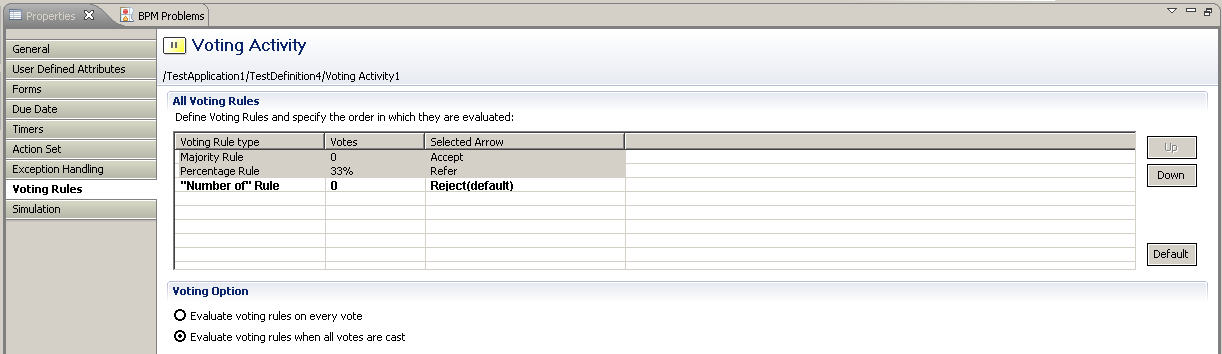 Properties BPM Problems
General
User Defined Attributes
Forms
Due Date
Timers
Action Set
Exception Handling
Voting Rules
Simulation
Voting Activity
/TestApplication1/TestDefinition4/Voting Activity1
All Voting Rules
Define Voting Rules and specify the order in which they are evaluated:
Voting Rule type Votes Selected Arrow
Majority Rule 0 Accept
Percentage Rule 33% Refer
"Number of" Rule 0 Reject(default)
Up
Down
Default
Voting Option
Evaluate voting rules on every vote
Evaluate voting rules when all votes are cast